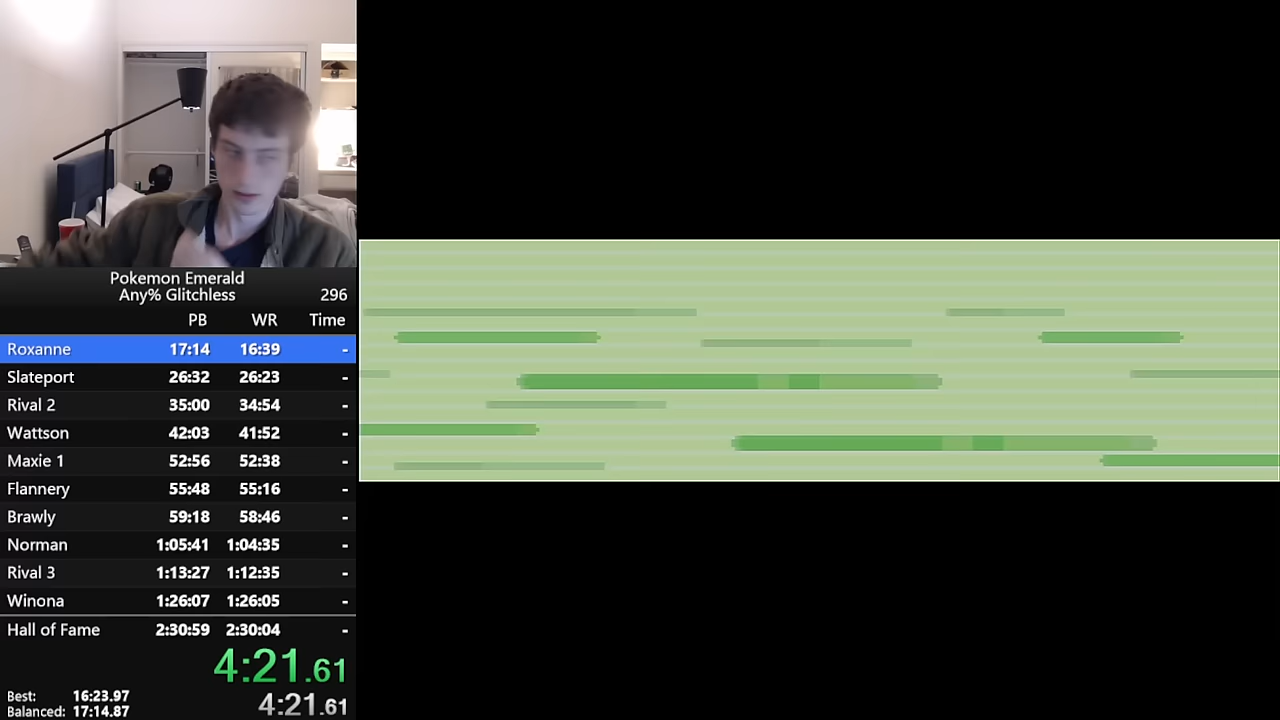 Pokemon Emerald
Any% Glitchless 296
PB WR Time
Roxanne 17:14 16:39 -
Slateport 26:32 26:23 -
Rival 2 35:00 34:54 -
Wattson 42:03 41:52 -
Maxie 1 52:56 52:38 -
Flannery 55:48 55:16 -
Brawly 59:18 58:46 -
Norman 1:05:41 1:04:35 -
Rival 3 1:13:27 1:12:35 -
Winona 1:26:07 1:26:05 -
Hall of Fame 2:30:59 2:30:04 -
4:21.61
Best: 16:23.97
Balanced: 17:14.87 4:21.61